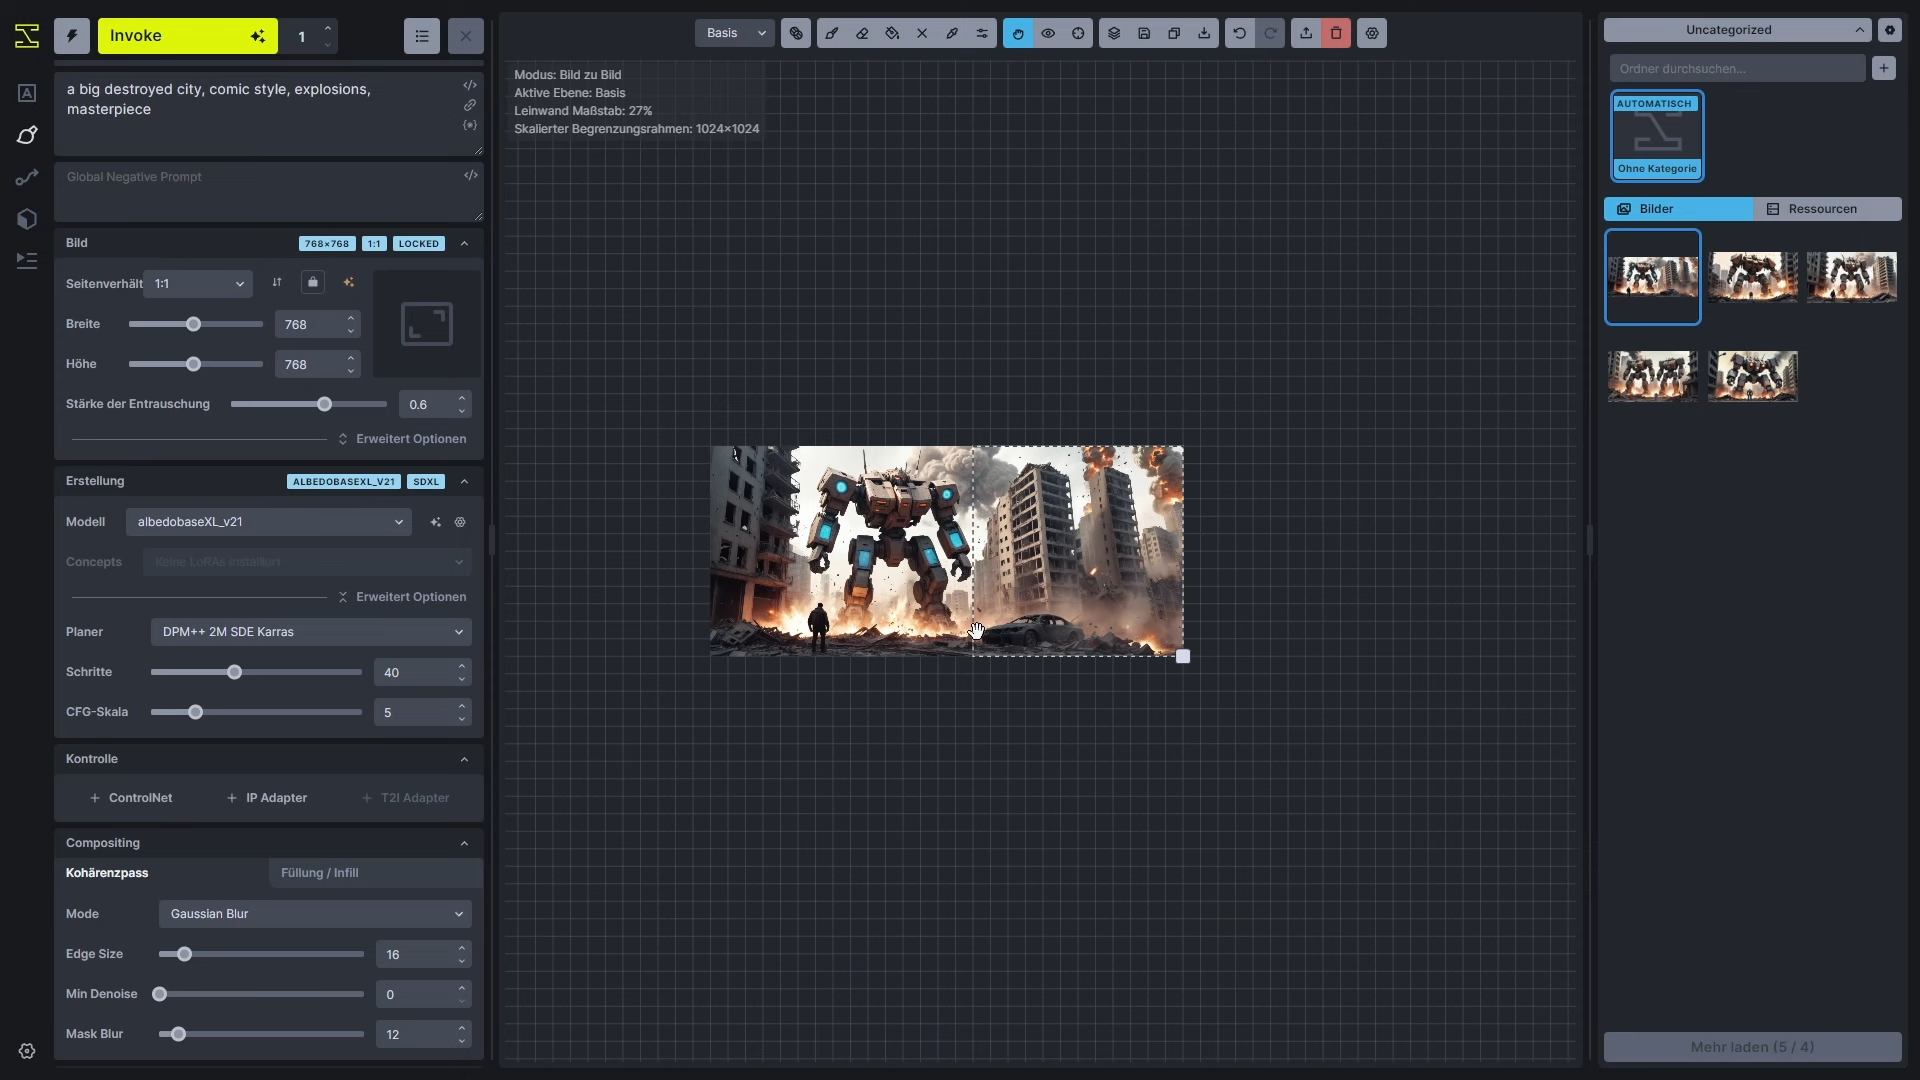 Invoke
1
Basis
Uncategorized
a big destroyed city, comic style, explosions,
masterpiece
Modus: Bild zu Bild
Aktive Ebene: Basis
Leinwand Maßstab: 27%
Skalierter Begrenzungsrahmen: 1024×1024
Ordner durchsuchen...
AUTOMATISCH
Ohne Kategorie
Global Negative Prompt
Bilder
Ressourcen
Bild
768×768
1:1
LOCKED
Seitenverhält
1:1
Breite
768
Höhe
768
Stärke der Entrauschung
0.6
Erweitert Optionen
Erstellung
ALBEDOBASEXL_V21
SDXL
Modell
albedobaseXL_v21
Concepts
Keine LoRAs installiert
Erweitert Optionen
Planer
DPM++ 2M SDE Karras
Schritte
40
CFG-Skala
5
Kontrolle
ControlNet
IP Adapter
T2I Adapter
Compositing
Kohärenzpass
Füllung / Infill
Mode
Gaussian Blur
Edge Size
16
Min Denoise
0
Mask Blur
12
Mehr laden (5 / 4)